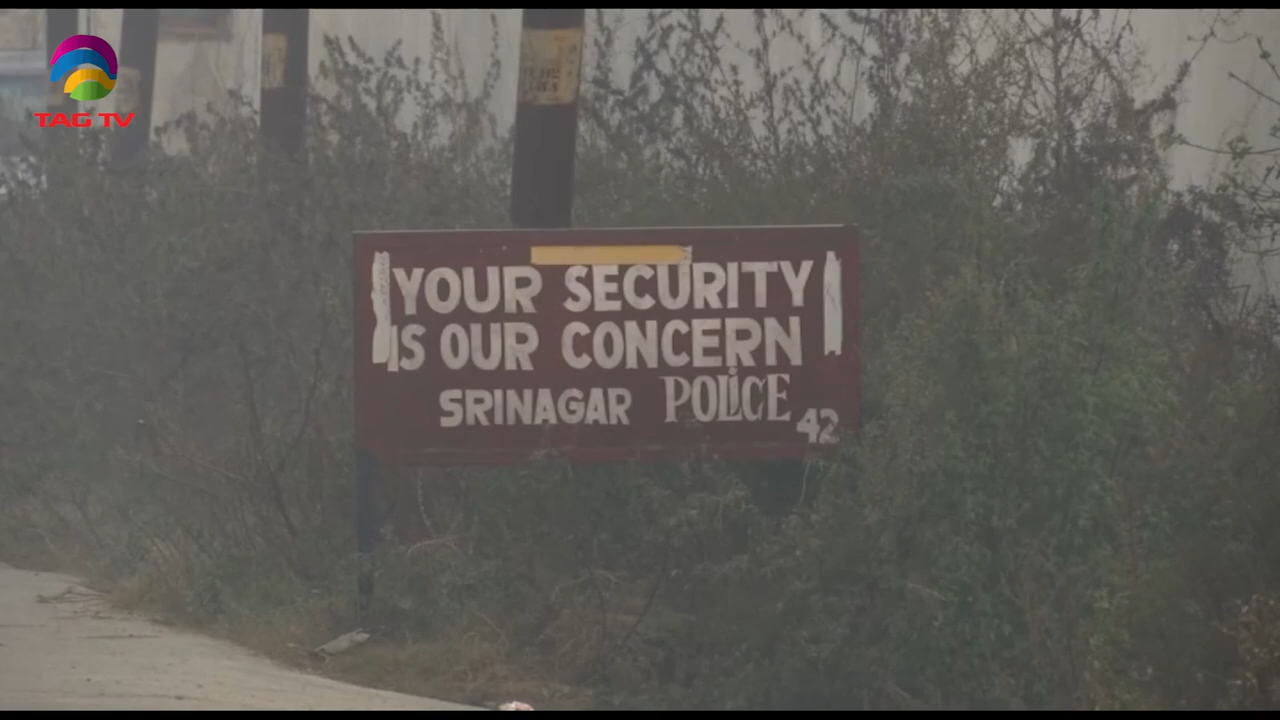 TAG TV
YOUR SECURITY
IS OUR CONCERN
SRINAGAR POLICE
42